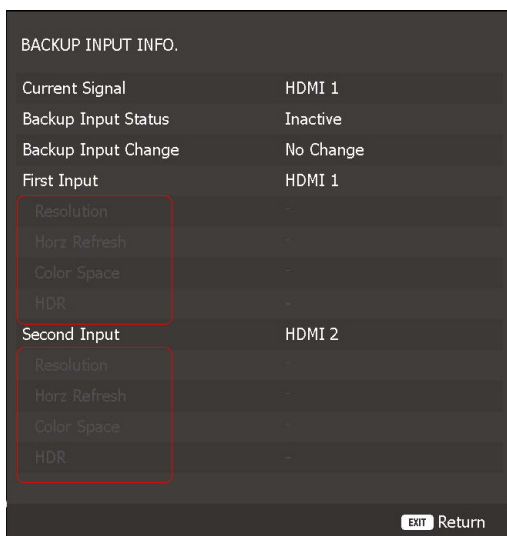 BACKUP INPUT INFO.
Current Signal HDMI 1
Backup Input Status Inactive
Backup Input Change No Change
First Input HDMI 1
Resolution -
Horz Refresh -
Color Space -
HDR -
Second Input HDMI 2
Resolution -
Horz Refresh -
Color Space -
HDR -
EXIT Return